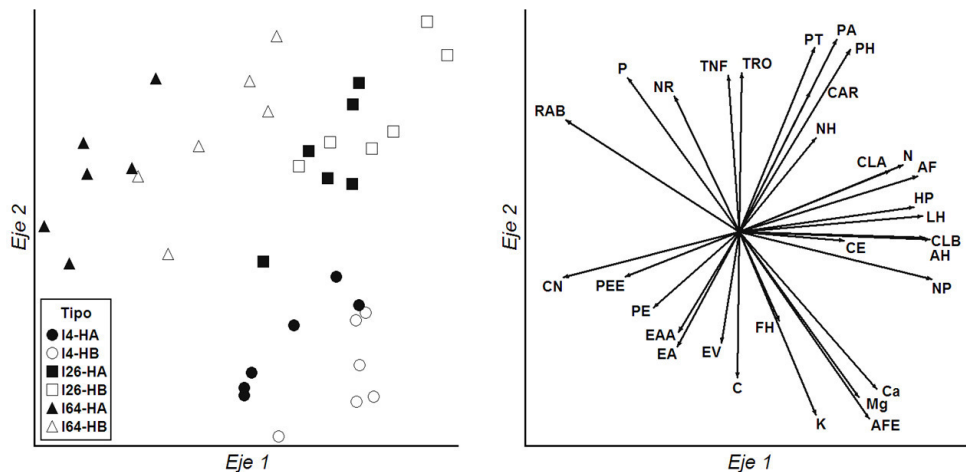 Eje 2
Tipo
I4-HA
I4-HB
I26-HA
I26-HB
I64-HA
I64-HB
Eje 1
Eje 2
PT
PA
PH
P
NR
TNF
TRO
CAR
RAB
NH
CLA
N
AF
HP
LH
CLB
CE
AH
CN
PEE
NP
PE
FH
EAA
EA
EV
C
Ca
Mg
K
AFE
Eje 1